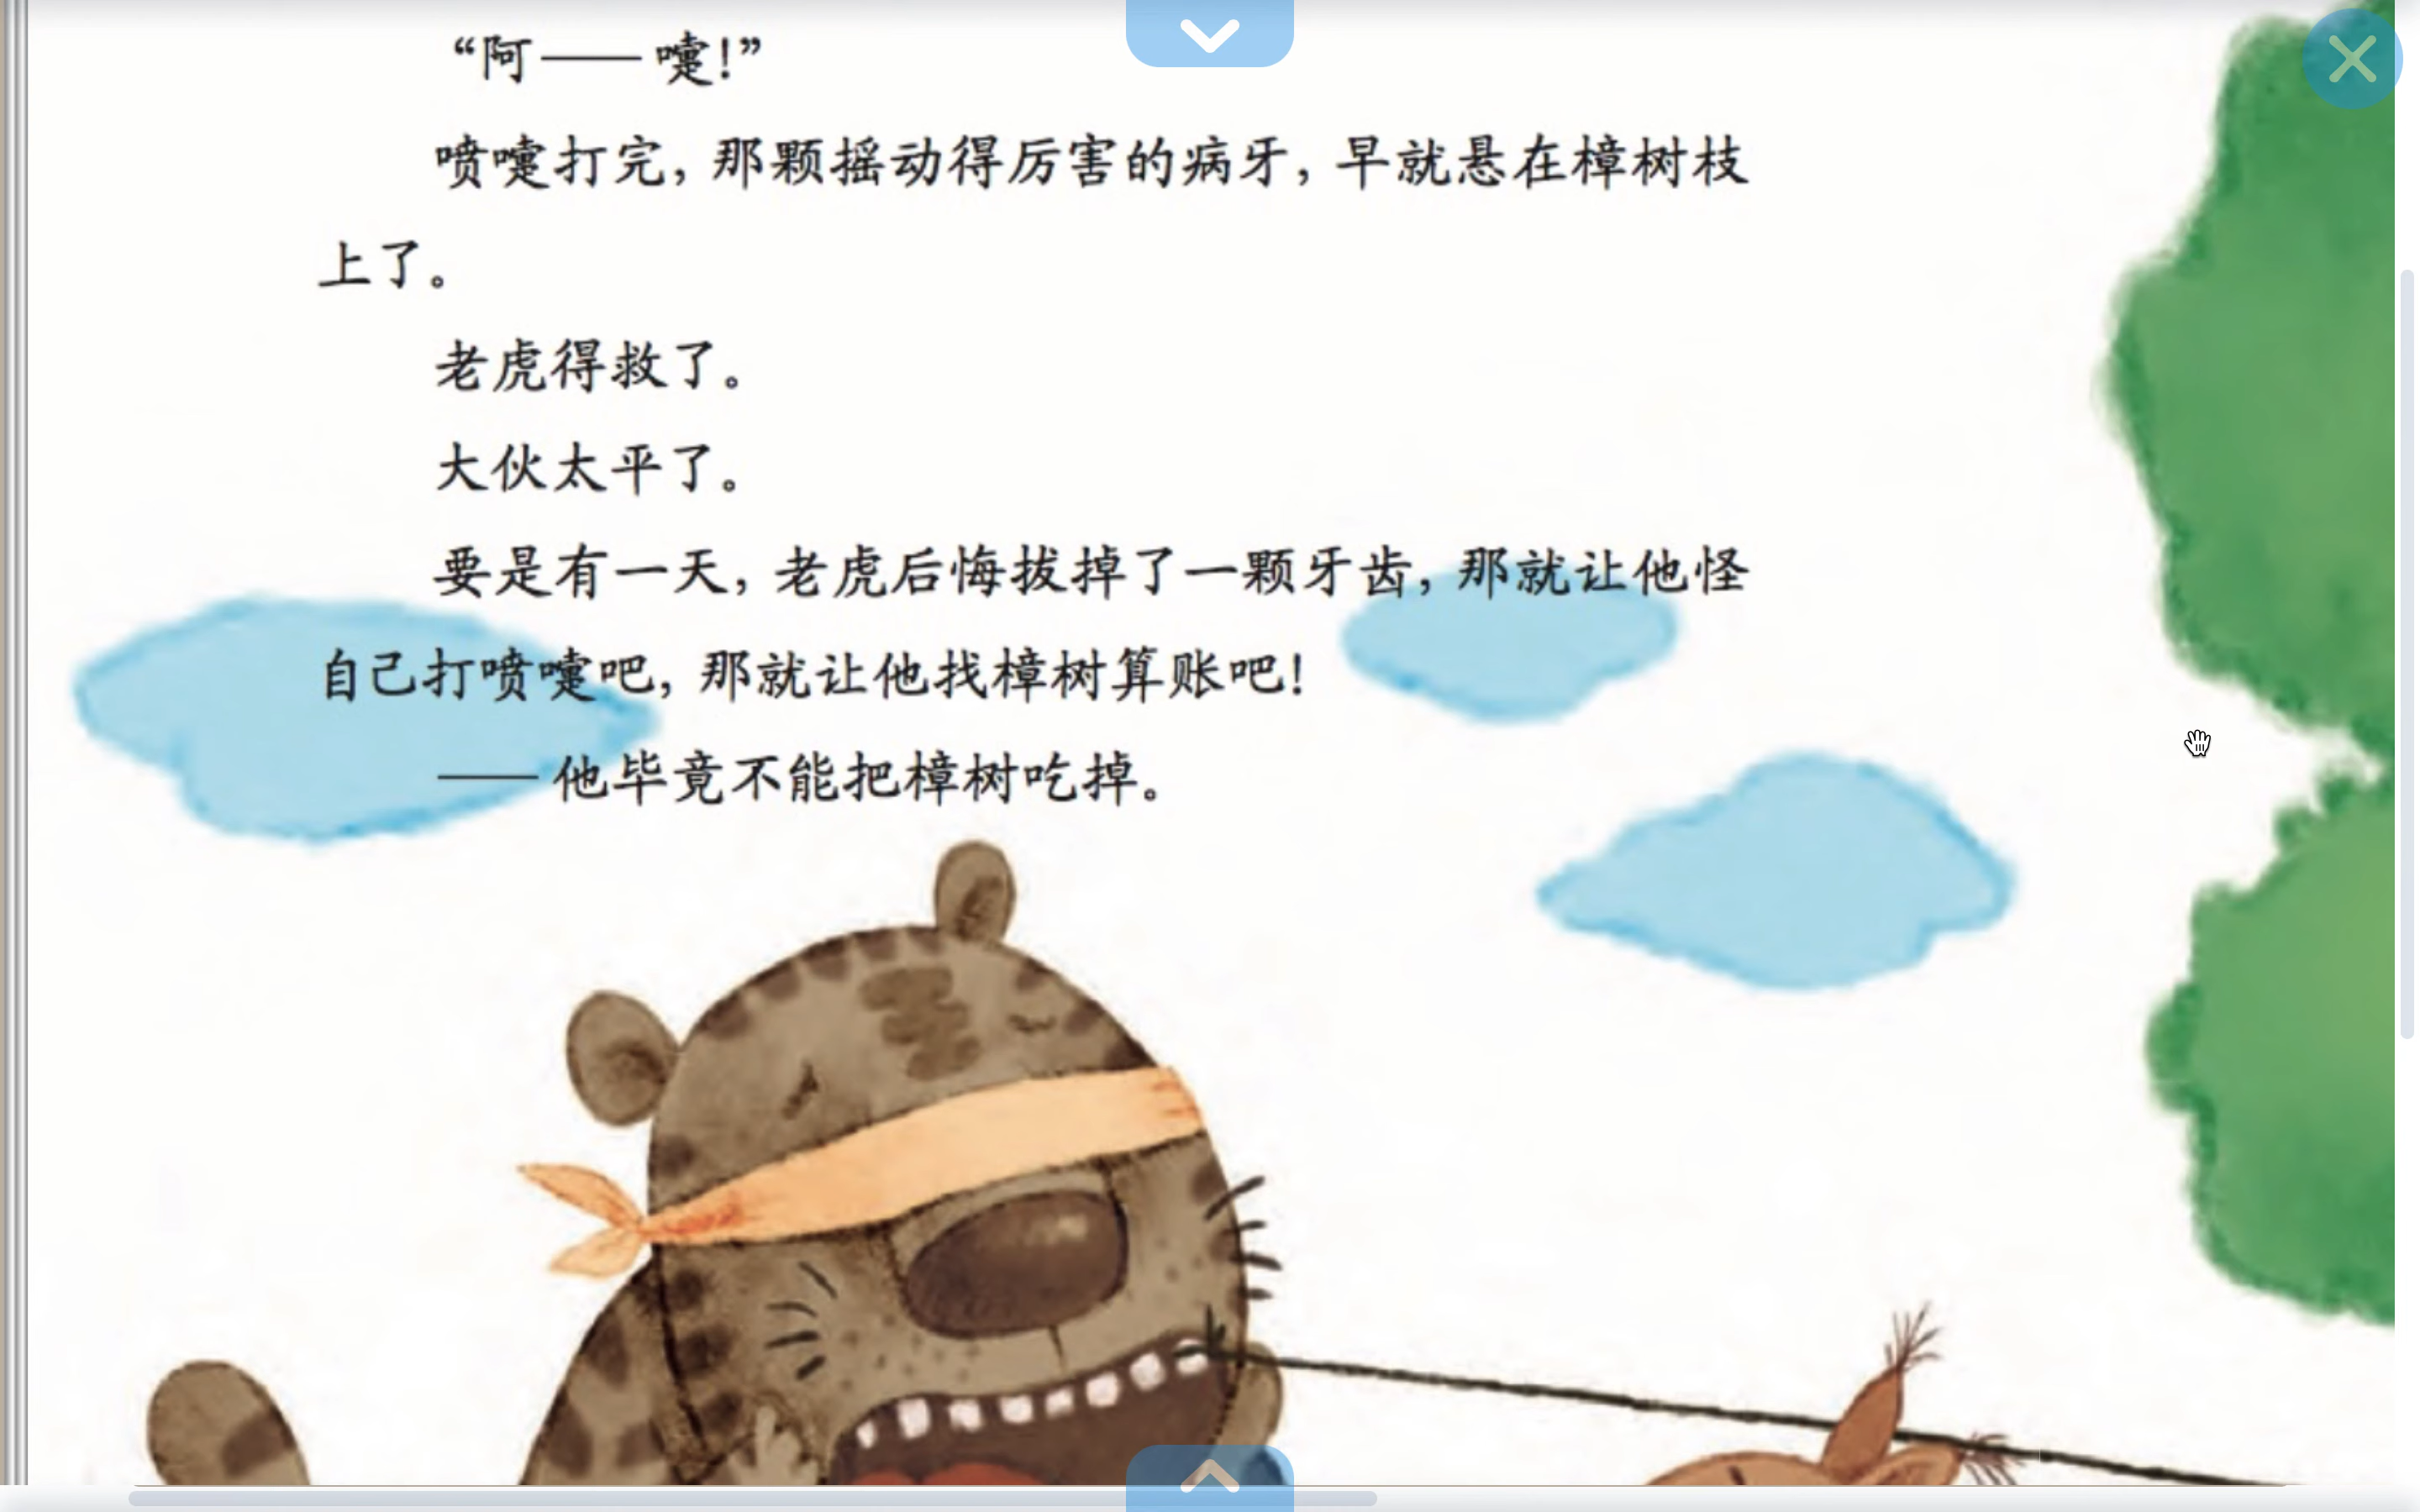 “阿——嚏！”
喷嚏打完，那颗摇动得厉害的病牙，早就悬在樟树枝
上了。
老虎得救了。
大伙太平了。
要是有一天，老虎后悔拔掉了一颗牙齿，那就让他怪
自己打喷嚏吧，那就让他找樟树算账吧！
——他毕竟不能把樟树吃掉。